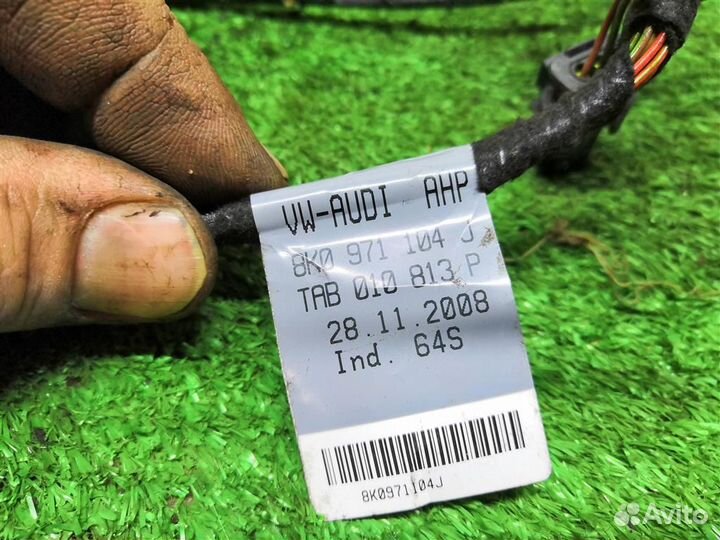 VW-AUDI AHP
8K0 971 104 J
TAB 010 813 P
28.11.2008
Ind. 64S
8K0971104J
Avito